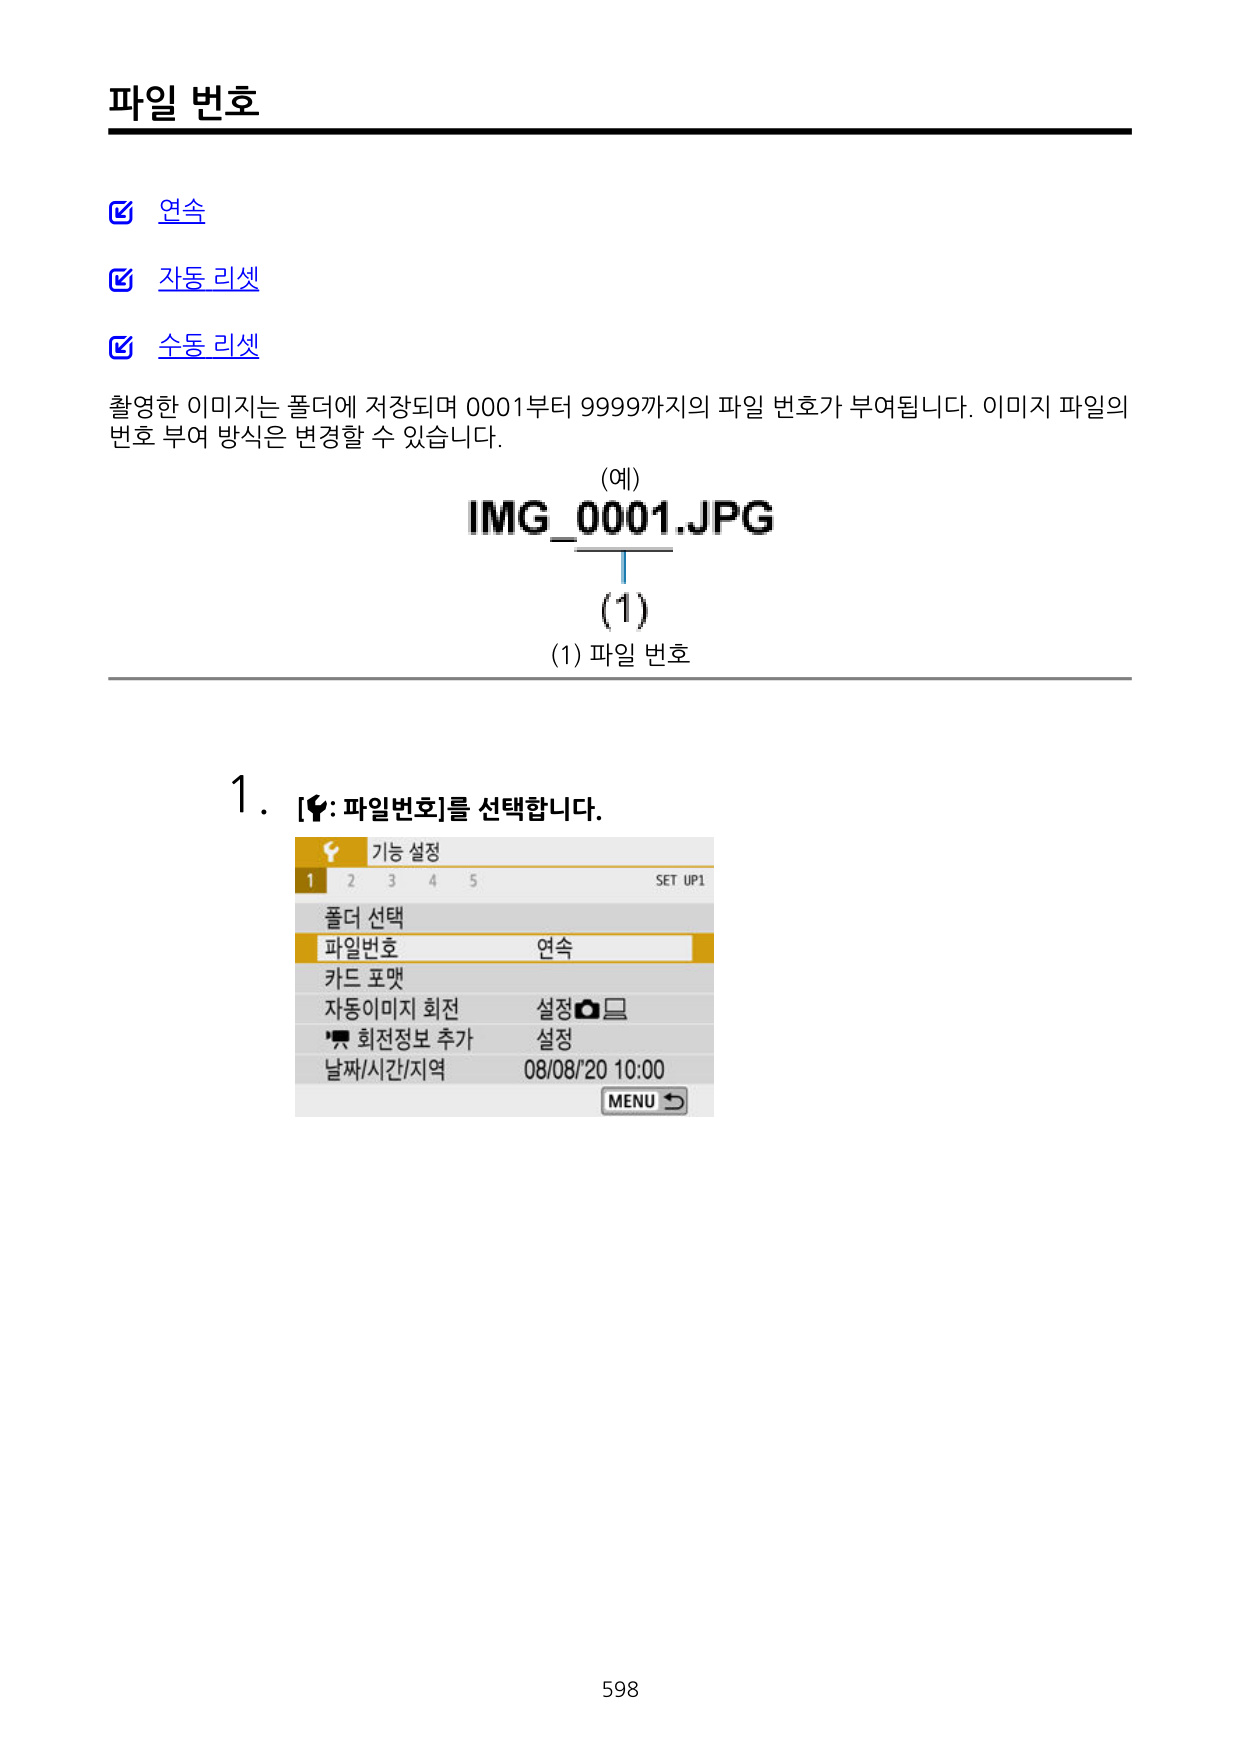 파일 번호
연속
자동 리셋
수동 리셋
촬영한 이미지는 폴더에 저장되며 0001부터 9999까지의 파일 번호가 부여됩니다. 이미지 파일의
번호 부여 방식은 변경할 수 있습니다.
(예)
IMG_0001.JPG
(1)
(1) 파일 번호
1. [: 파일번호]를 선택합니다.
기능 설정
1 2 3 4 5 SET UP1
폴더 선택
파일번호 연속
카드 포맷
자동이미지 회전 설정
회전정보 추가 설정
날짜/시간/지역 08/08/'20 10:00
MENU
598